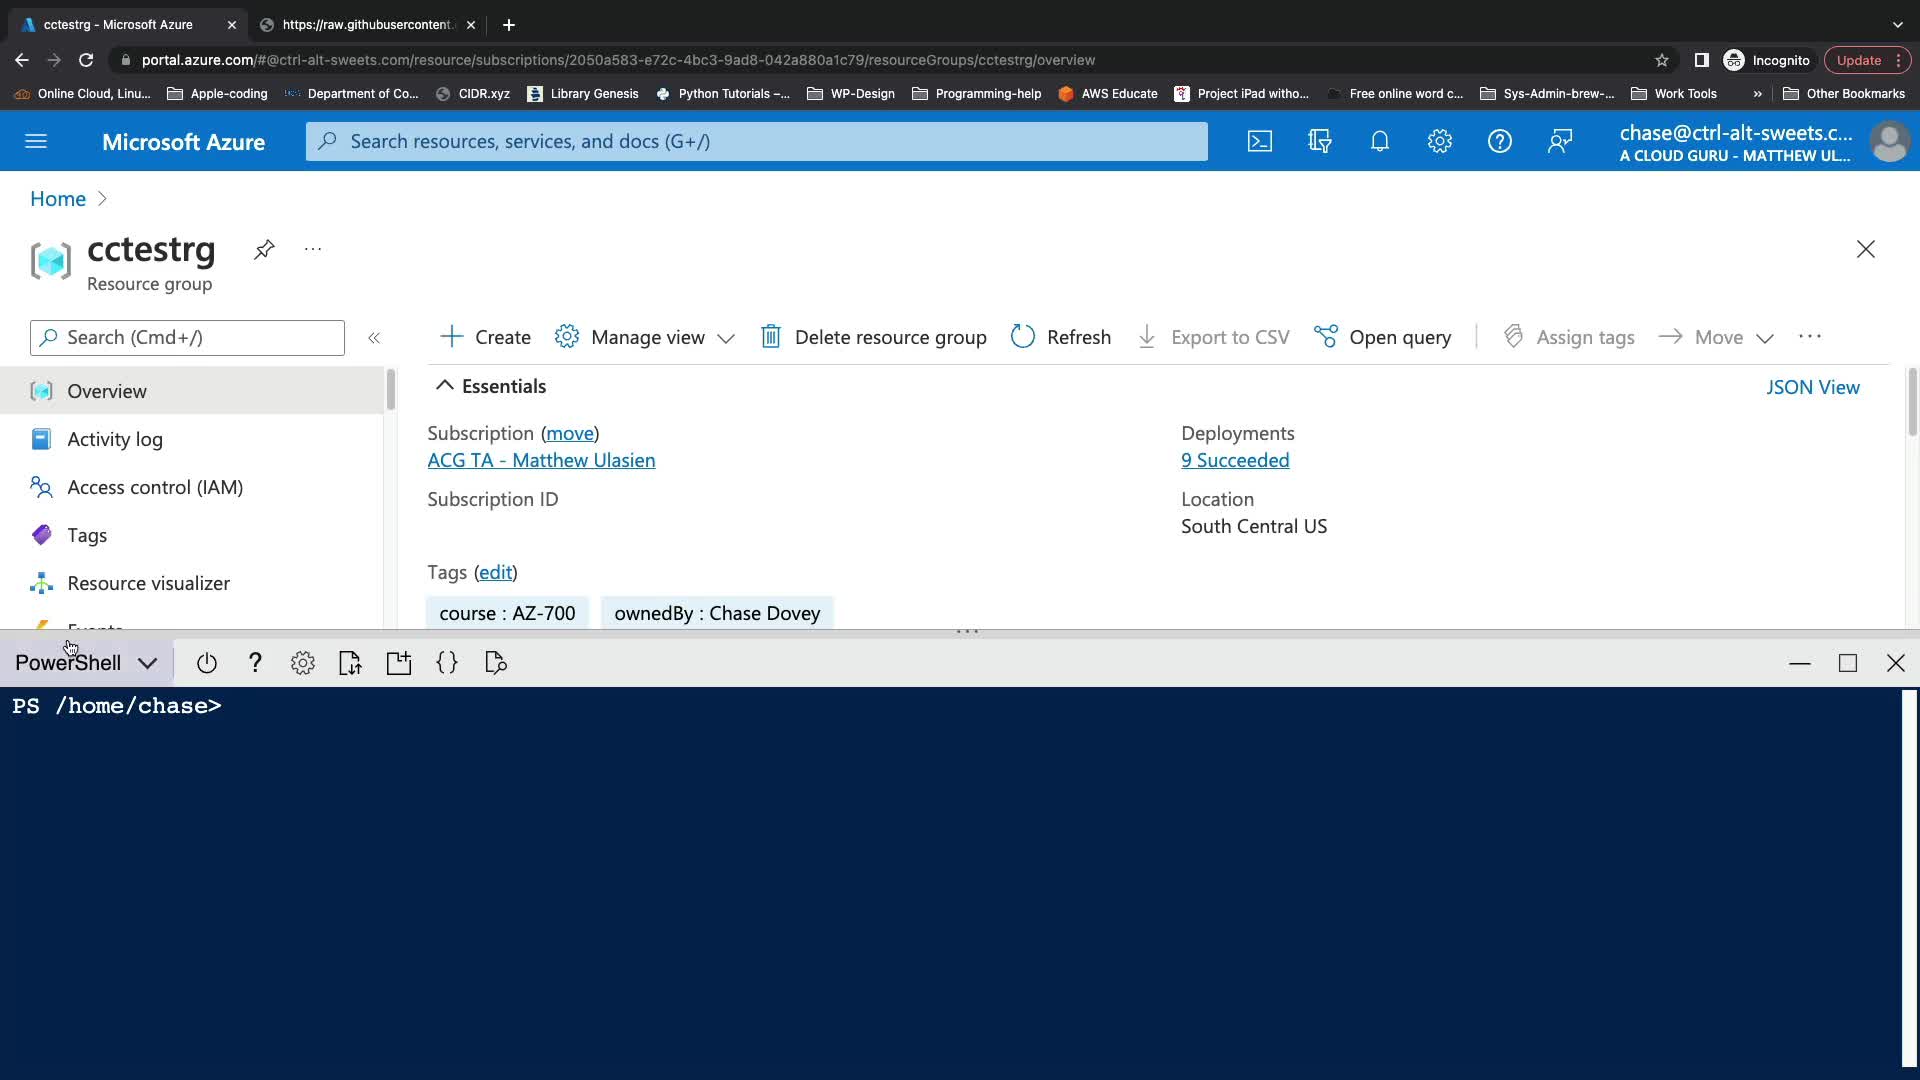 cctestrg - Microsoft Azure
https://raw.githubusercontent.
portal.azure.com/#@ctrl-alt-sweets.com/resource/subscriptions/2050a583-e72c-4bc3-9ad8-042a880a1c79/resourceGroups/cctestrg/overview
Incognito
Update
Online Cloud, Linu...
Apple-coding
Department of Co...
CIDR.xyz
Library Genesis
Python Tutorials –...
WP-Design
Programming-help
AWS Educate
Project iPad witho...
Free online word c...
Sys-Admin-brew-...
Work Tools
»
Other Bookmarks
Microsoft Azure
Search resources, services, and docs (G+/)
chase@ctrl-alt-sweets.c...
A CLOUD GURU - MATTHEW UL...
Home >
cctestrg
...
Resource group
Search (Cmd+/)
«
Create
Manage view
Delete resource group
Refresh
Export to CSV
Open query
Assign tags
Move
...
Overview
Activity log
Access control (IAM)
Tags
Resource visualizer
Events
Essentials
JSON View
Subscription (move)
ACG TA - Matthew Ulasien
Subscription ID
Deployments
9 Succeeded
Location
South Central US
Tags (edit)
course : AZ-700
ownedBy : Chase Dovey
PowerShell
?
{}
PS /home/chase>